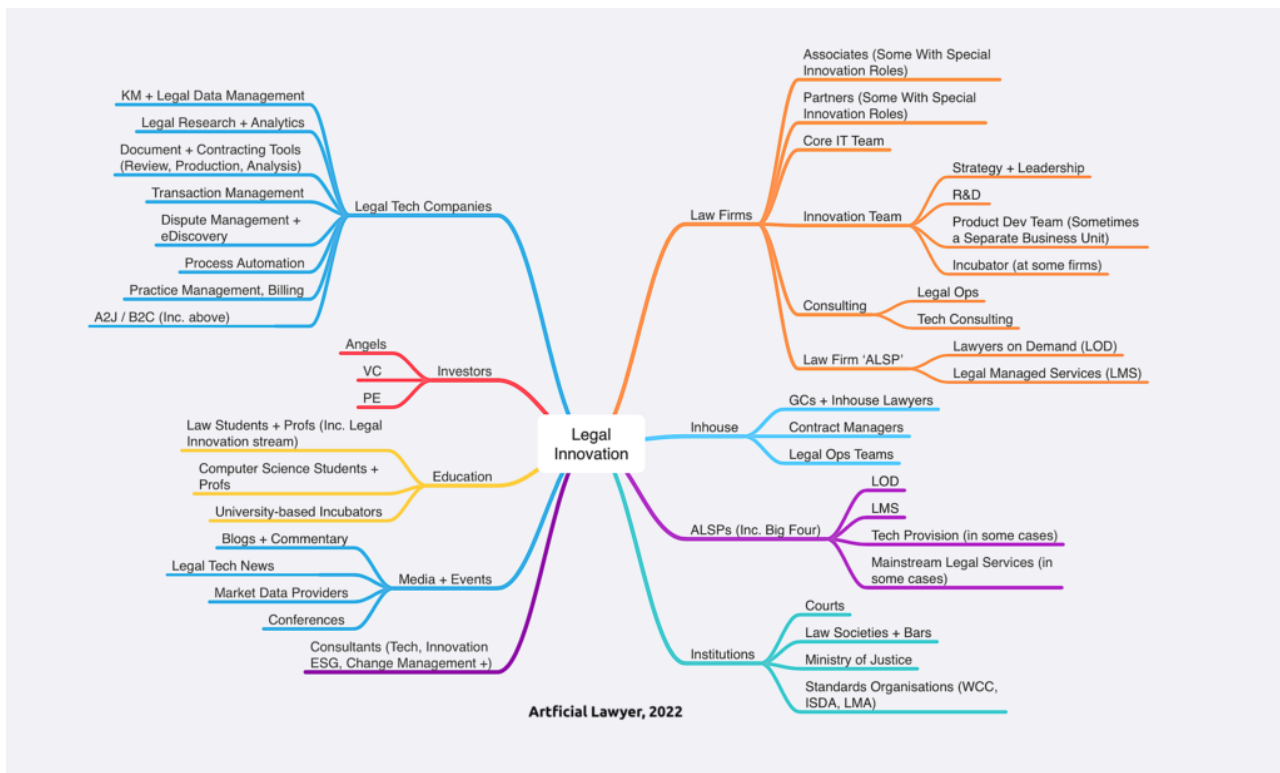 Legal
Innovation
Legal Tech Companies
KM + Legal Data Management
Legal Research + Analytics
Document + Contracting Tools
(Review, Production, Analysis)
Transaction Management
Dispute Management +
eDiscovery
Process Automation
Practice Management, Billing
A2J / B2C (Inc. above)
Investors
Angels
VC
PE
Education
Law Students + Profs (Inc. Legal
Innovation stream)
Computer Science Students +
Profs
University-based Incubators
Media + Events
Blogs + Commentary
Legal Tech News
Market Data Providers
Conferences
Consultants (Tech, Innovation
ESG, Change Management +)
Law Firms
Associates (Some With Special
Innovation Roles)
Partners (Some With Special
Innovation Roles)
Core IT Team
Innovation Team
Strategy + Leadership
R&D
Product Dev Team (Sometimes
a Separate Business Unit)
Incubator (at some firms)
Consulting
Legal Ops
Tech Consulting
Law Firm ‘ALSP’
Lawyers on Demand (LOD)
Legal Managed Services (LMS)
Inhouse
GCs + Inhouse Lawyers
Contract Managers
Legal Ops Teams
ALSPs (Inc. Big Four)
LOD
LMS
Tech Provision (in some cases)
Mainstream Legal Services (in
some cases)
Institutions
Courts
Law Societies + Bars
Ministry of Justice
Standards Organisations (WCC,
ISDA, LMA)
Artficial Lawyer, 2022